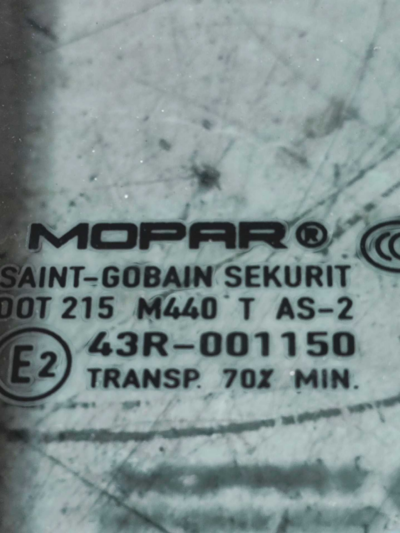 MOPAR®
SAINT-GOBAIN SEKURIT
DOT 215 M440 T AS-2
E2 43R-001150
TRANSP. 70% MIN.